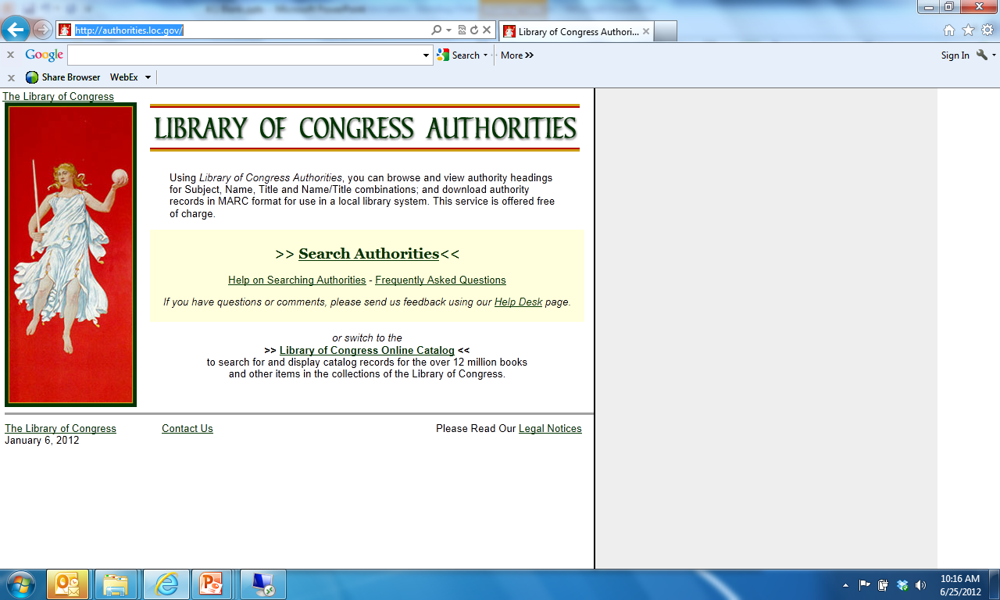 Microsoft PowerPoint
http://authorities.loc.gov/
Library of Congress Authori...
x Google
Search
More »
Sign In
x Share Browser WebEx
The Library of Congress
LIBRARY OF CONGRESS AUTHORITIES
Using Library of Congress Authorities, you can browse and view authority headings
for Subject, Name, Title and Name/Title combinations; and download authority
records in MARC format for use in a local library system. This service is offered free
of charge.
>> Search Authorities<<
Help on Searching Authorities - Frequently Asked Questions
If you have questions or comments, please send us feedback using our Help Desk page.
or switch to the
>> Library of Congress Online Catalog <<
to search for and display catalog records for the over 12 million books
and other items in the collections of the Library of Congress.
The Library of Congress
Contact Us
Please Read Our Legal Notices
January 6, 2012
10:16 AM
6/25/2012